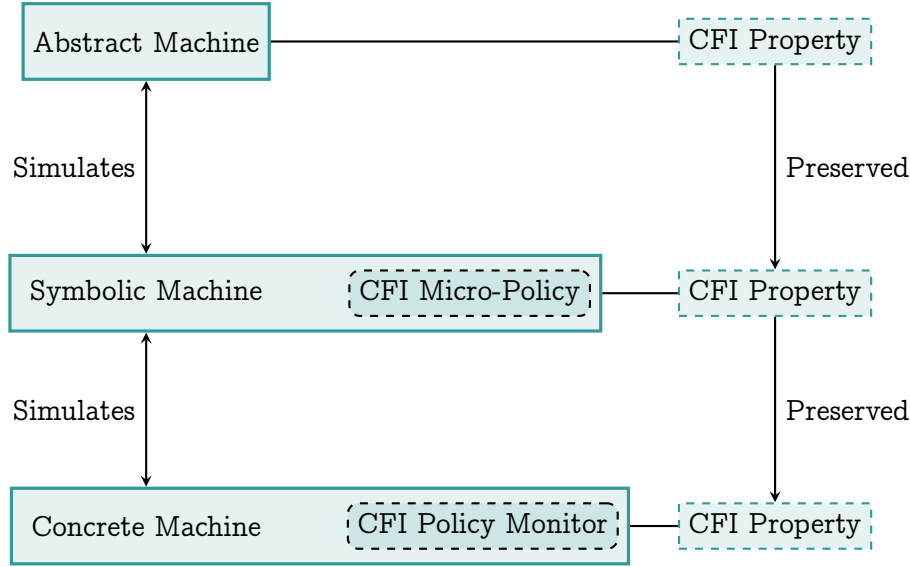 Abstract Machine
CFI Property
Simulates
Preserved
Symbolic Machine
CFI Micro-Policy
CFI Property
Simulates
Preserved
Concrete Machine
CFI Policy Monitor
CFI Property